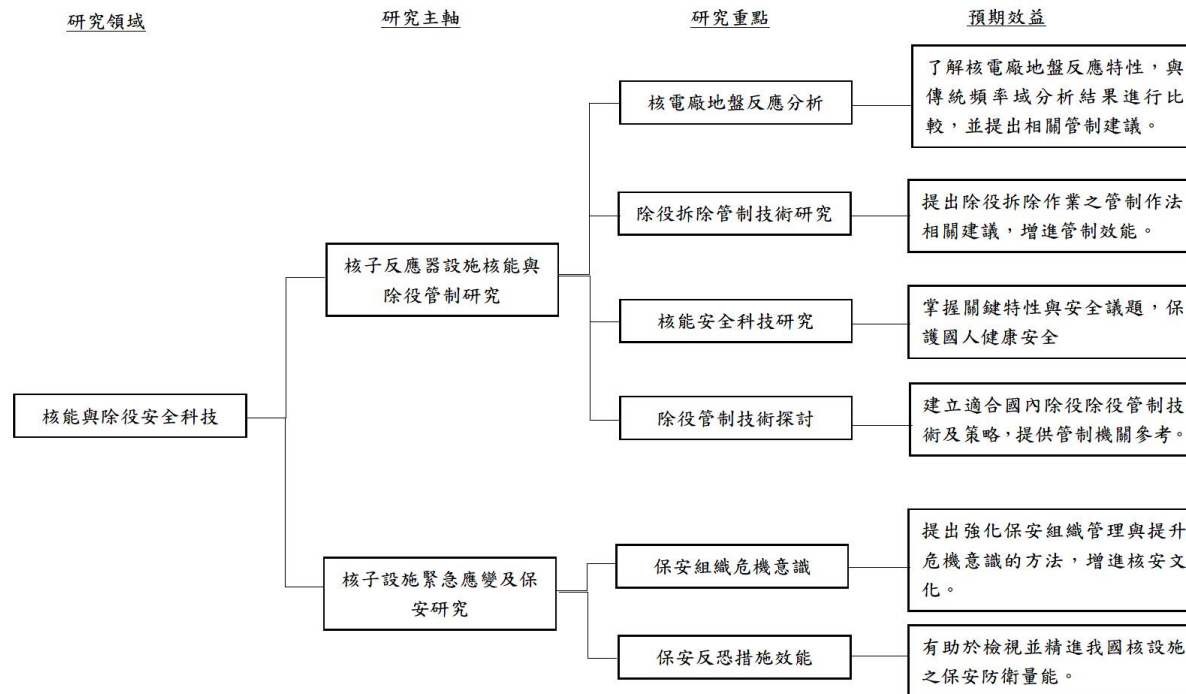 研究領域
研究主軸
研究重點
預期效益
核能與除役安全科技
核子反應器設施核能與
除役管制研究
核電廠地盤反應分析
了解核電廠地盤反應特性，與
傳統頻率域分析結果進行比
較，並提出相關管制建議。
除役拆除管制技術研究
提出除役拆除作業之管制作法
相關建議，增進管制效能。
核能安全科技研究
掌握關鍵特性與安全議題，保
護國人健康安全
除役管制技術探討
建立適合國內除役除役管制技
術及策略，提供管制機關參考。
核子設施緊急應變及保
安研究
保安組織危機意識
提出強化保安組織管理與提升
危機意識的方法，增進核安文
化。
保安反恐措施效能
有助於檢視並精進我國核設施
之保安防衛量能。